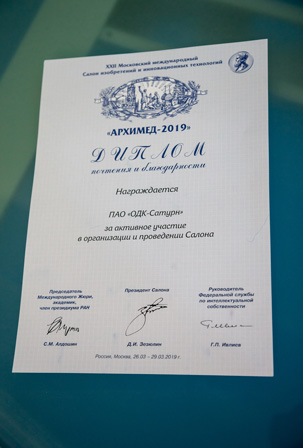 XXII Московский международный
Салон изобретений и инновационных технологий
«АРХИМЕД-2019»
ДИПЛОМ
почтения и благодарности
Награждается
ПАО «ОДК-Сатурн»
за активное участие
в организации и проведении Салона
Председатель
Международного Жюри,
академик,
член президиума РАН
С.М. Алдошин
Президент Салона
Д.И. Зезюлин
Руководитель
Федеральной службы
по интеллектуальной
собственности
Г.П. Ивлиев
Россия, Москва, 26.03 – 29.03.2019 г.